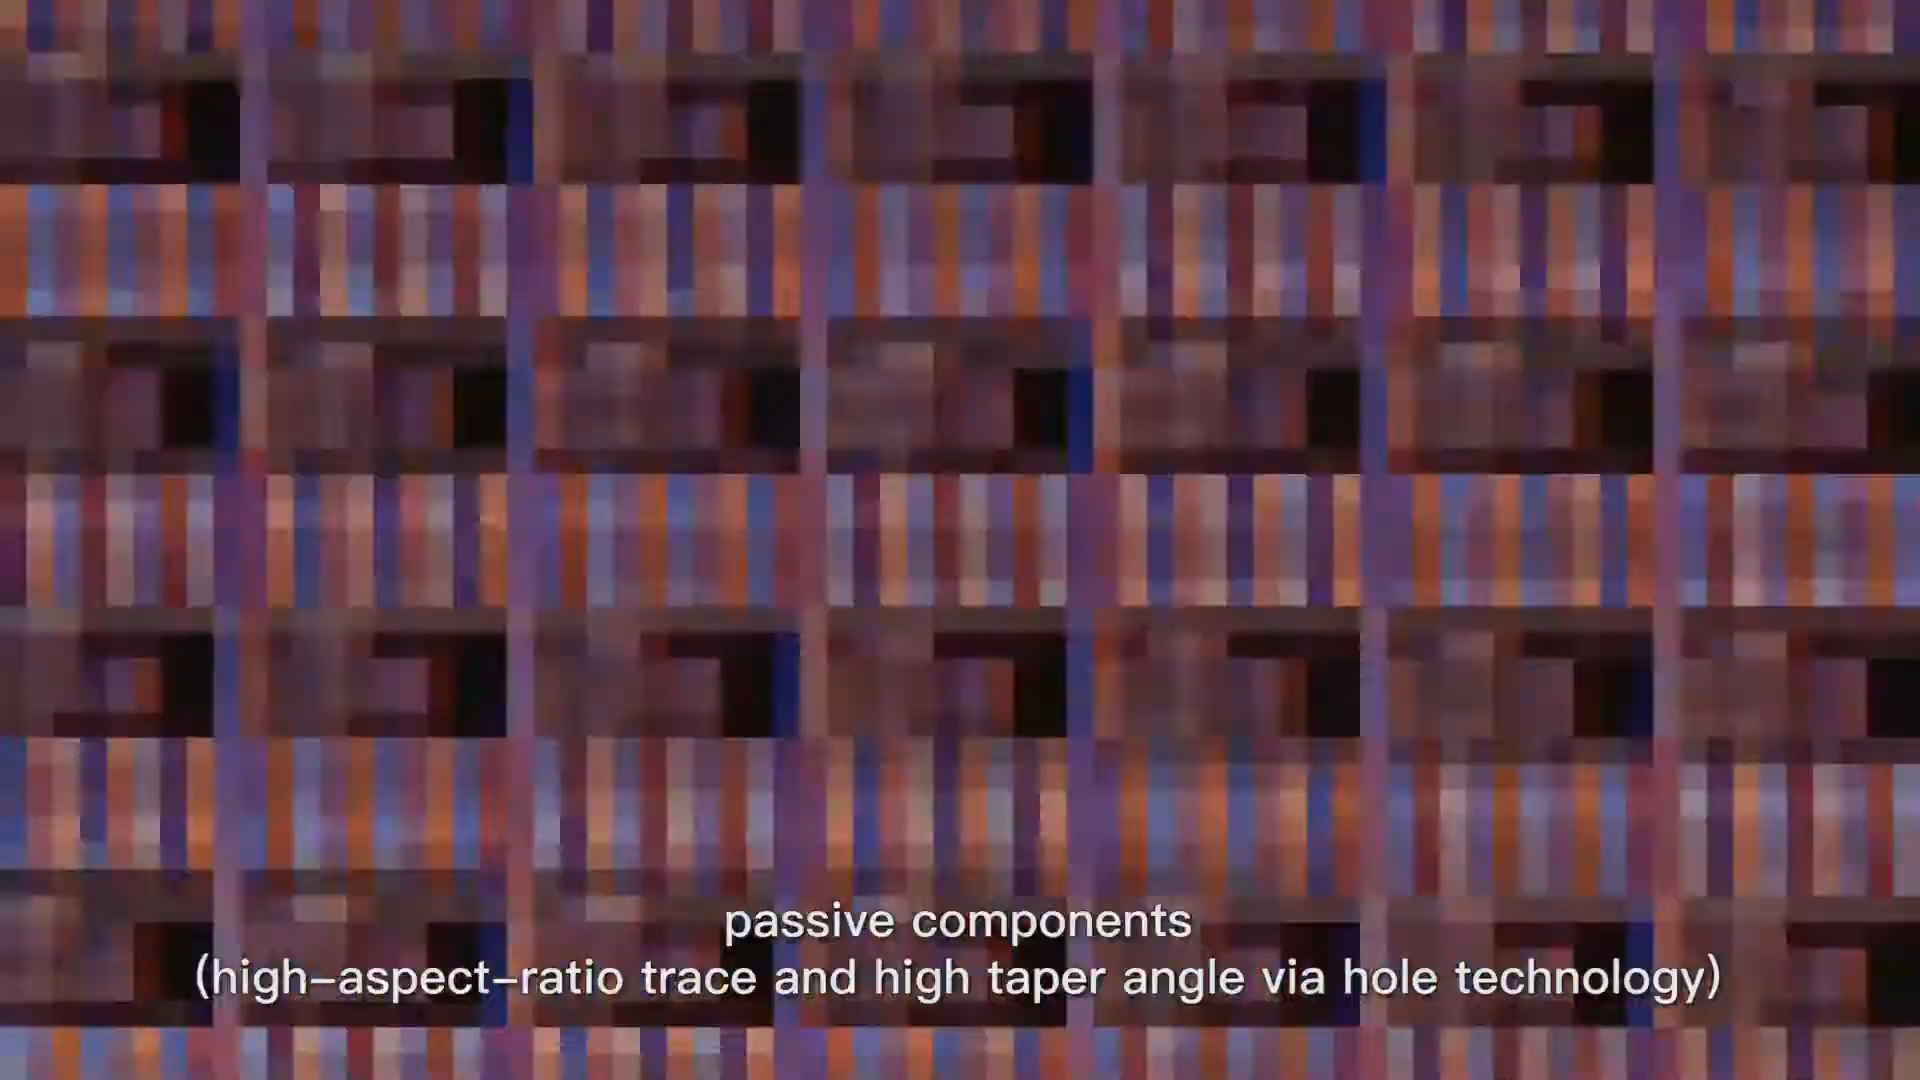 passive components
(high-aspect-ratio trace and high taper angle via hole technology)